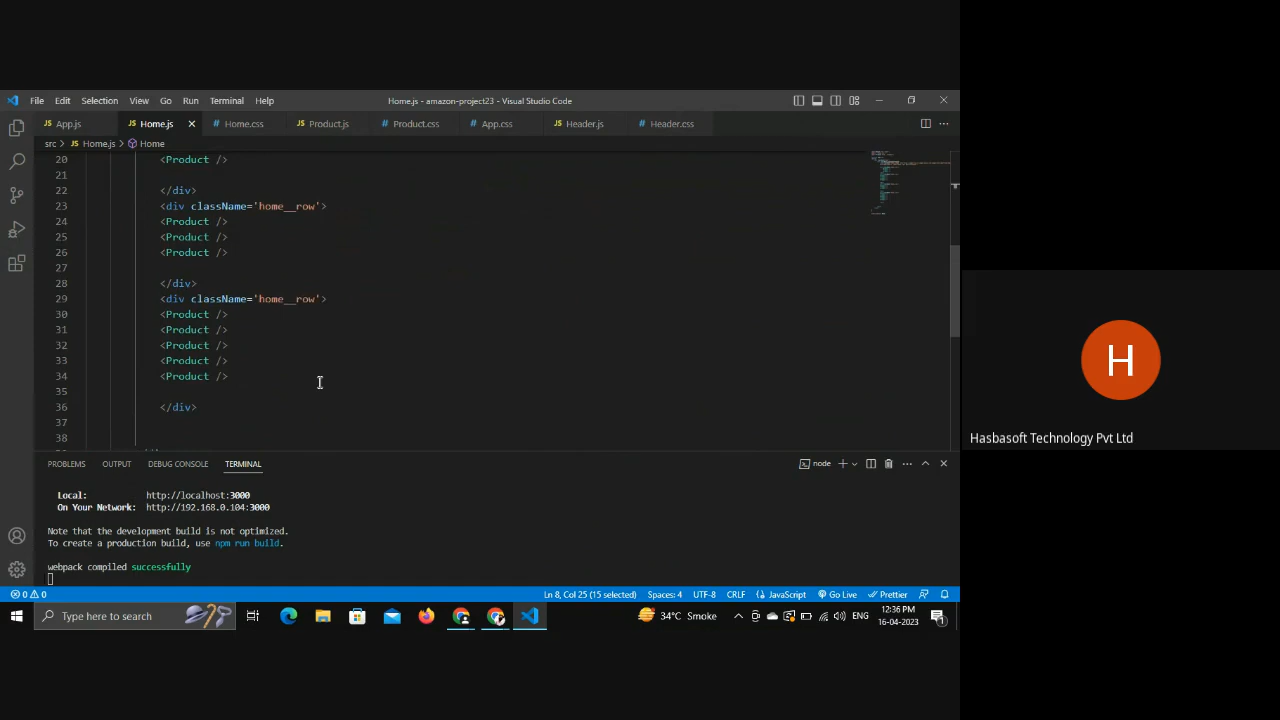 File Edit Selection View Go Run Terminal Help
Home.js - amazon-project23 - Visual Studio Code
App.js Home.js Home.css Product.js Product.css App.css Header.js Header.css
src > Home.js > Home
20 <Product />
21
22 </div>
23 <div className='home__row'>
24 <Product />
25 <Product />
26 <Product />
27
28 </div>
29 <div className='home__row'>
30 <Product />
31 <Product />
32 <Product />
33 <Product />
34 <Product />
35
36 </div>
37
38
PROBLEMS OUTPUT DEBUG CONSOLE TERMINAL
node
Local: http://localhost:3000
On Your Network: http://192.168.0.104:3000
Note that the development build is not optimized.
To create a production build, use npm run build.
webpack compiled successfully
0 0
Ln 8, Col 25 (15 selected) Spaces: 4 UTF-8 CRLF JavaScript Go Live Prettier
Type here to search
34°C Smoke
ENG
12:36 PM
16-04-2023
1
H
Hasbasoft Technology Pvt Ltd